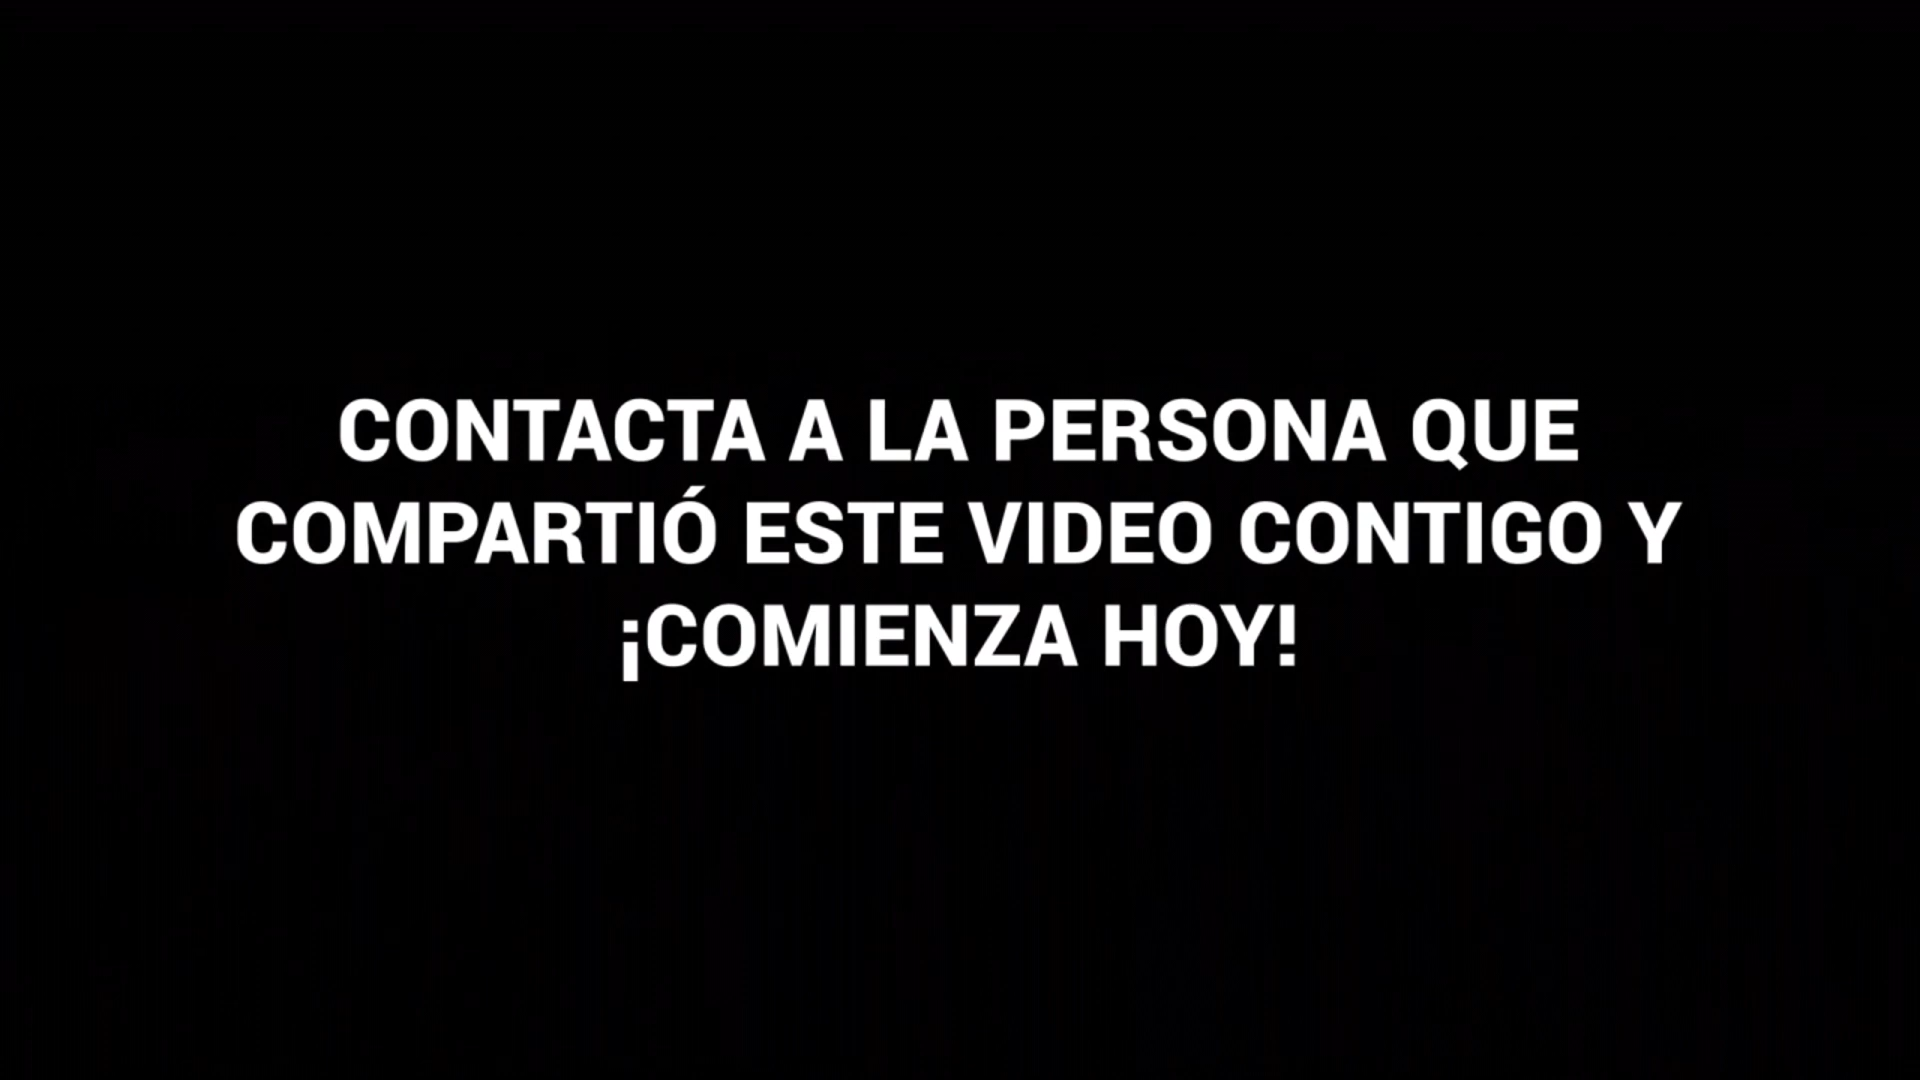 CONTACTA A LA PERSONA QUE
COMPARTIÓ ESTE VIDEO CONTIGO Y
¡COMIENZA HOY!